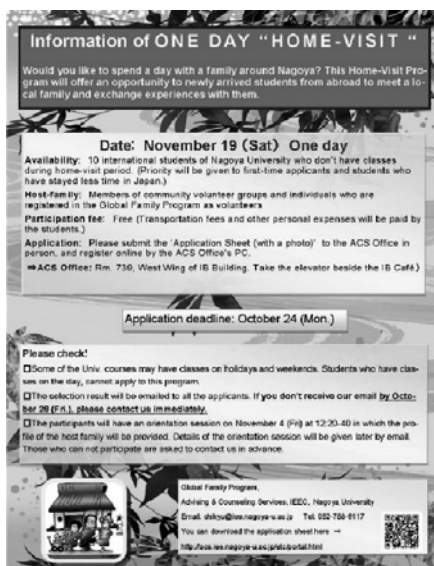 Information of ONE DAY "HOME-VISIT "
Would you like to spend a day with a family around Nagoya? This Home-Visit Pro-
gram will offer an opportunity to newly arrived students from abroad to meet a lo-
cal family and exchange experiences with them.
Date: November 19 (Sat) One day
Availability: 10 international students of Nagoya University who don't have classes
during home-visit period. (Priority will be given to first-time applicants and students who
have stayed less time in Japan.)
Host-family: Members of community volunteer groups and individuals who are
registered in the Global Family Program as volunteers
Participation fee: Free (Transportation fees and other personal expenses will be paid by
the students.)
Application: Please submit the 'Application Sheet (with a photo)' to the ACS Office in
person, and register online by the ACS Office's PC.
⇒ACS Office: Rm. 739, West Wing of IB Building. Take the elevator beside the IB Café.)
Application deadline: October 24 (Mon.)
Please check!
□Some of the Univ. courses may have classes on holidays and weekends. Students who have clas-
ses on the day, cannot apply to this program.
□The selection result will be emailed to all the applicants. If you don't receive our email by Octo-
ber 28 (Fri.), please contact us immediately.
□The participants will have an orientation session on November 4 (Fri) at 12:20-40 in which the pro-
file of the host family will be provided. Details of the orientation session will be given later by email.
Those who can not participate are asked to contact us in advance.
Global Family Program,
Advising & Counseling Services, IEEC, Nagoya University
Email: Tel: 052-789-6117
You can download the application sheet here →